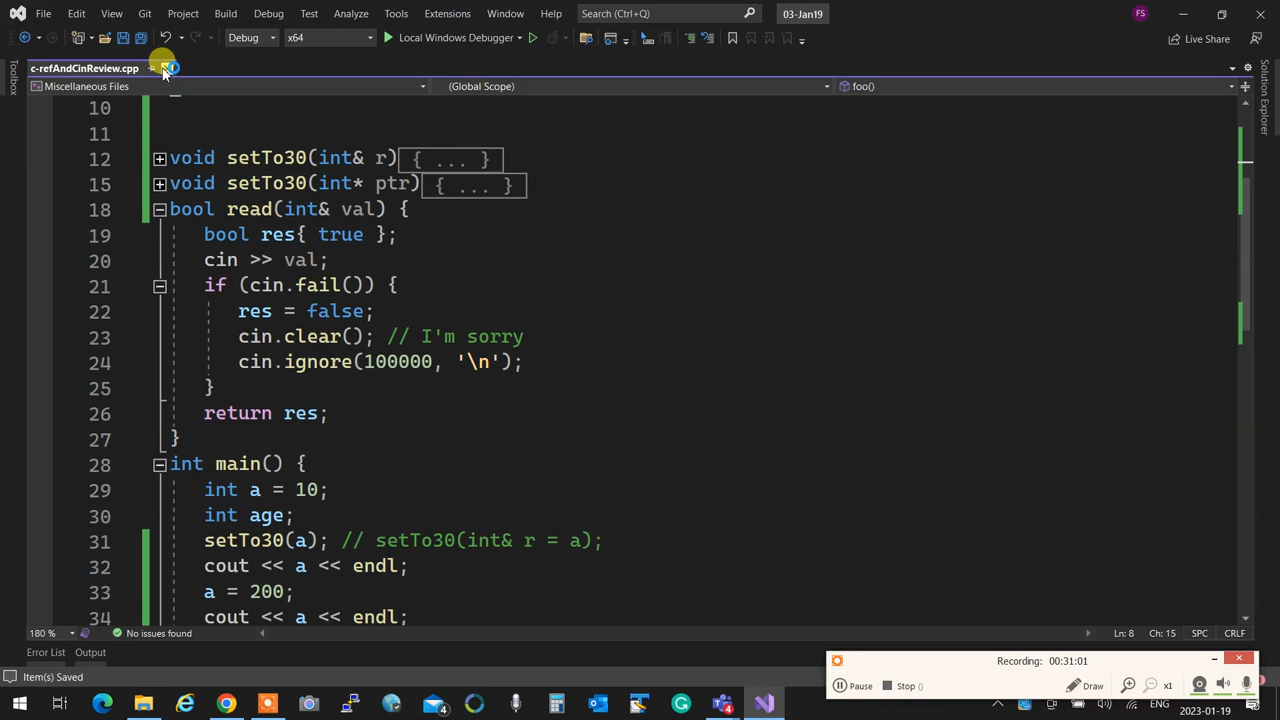 File Edit View Git Project Build Debug Test Analyze Tools Extensions Window Help Search (Ctrl+Q) 03-Jan19 FS
Debug x64 Local Windows Debugger Live Share
c-refAndCinReview.cpp
Toolbox
Solution Explorer
Miscellaneous Files (Global Scope) foo()
10
11
12 void setTo30(int& r){ ... }
15 void setTo30(int* ptr){ ... }
18 bool read(int& val) {
19 bool res{ true };
20 cin >> val;
21 if (cin.fail()) {
22 res = false;
23 cin.clear(); // I'm sorry
24 cin.ignore(100000, '\n');
25 }
26 return res;
27 }
28 int main() {
29 int a = 10;
30 int age;
31 setTo30(a); // setTo30(int& r = a);
32 cout << a << endl;
33 a = 200;
34 cout << a << endl;
180 % No issues found Ln: 8 Ch: 15 SPC CRLF
Error List Output
Item(s) Saved
Recording: 00:31:01
Pause Stop () Draw x1
4 ENG 2023-01-19